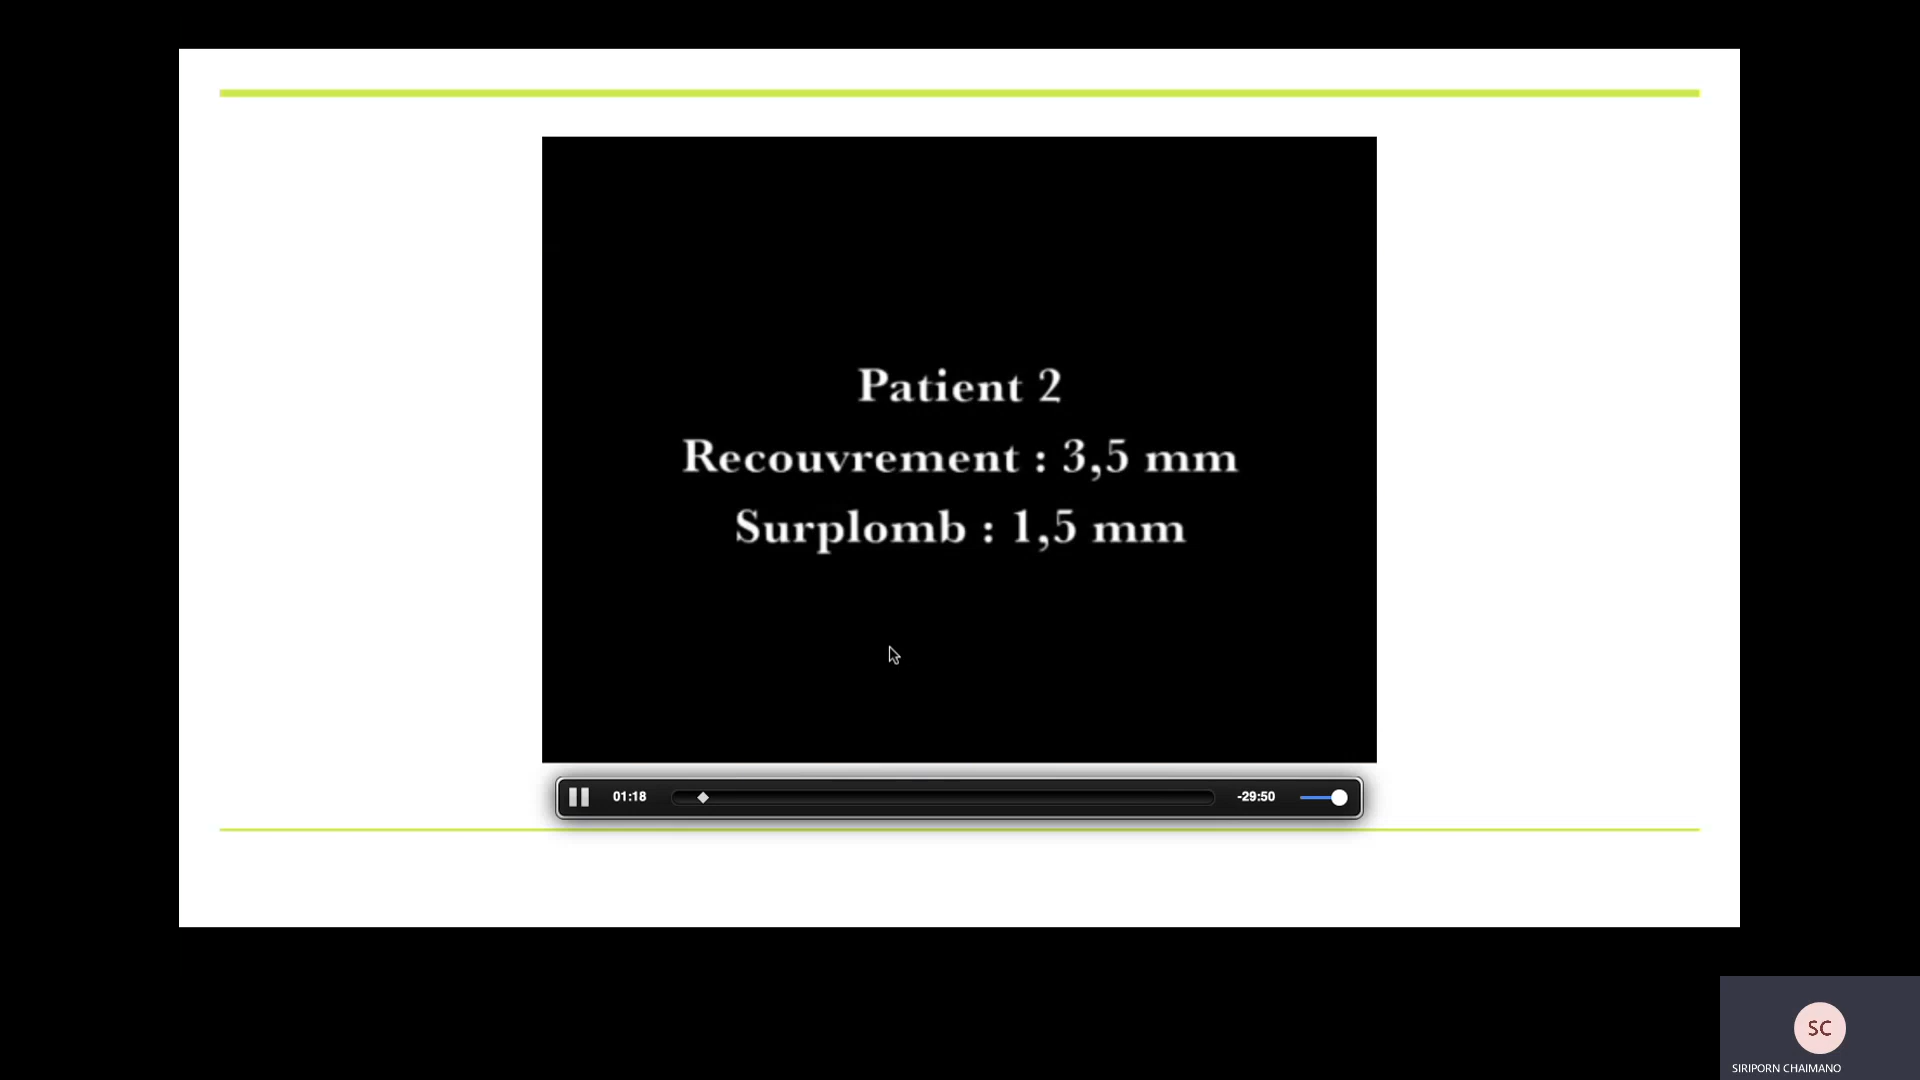 Patient 2
Recouvrement : 3,5 mm
Surplomb : 1,5 mm
01:18
-29:50
SC
SIRIPORN CHAIMANO